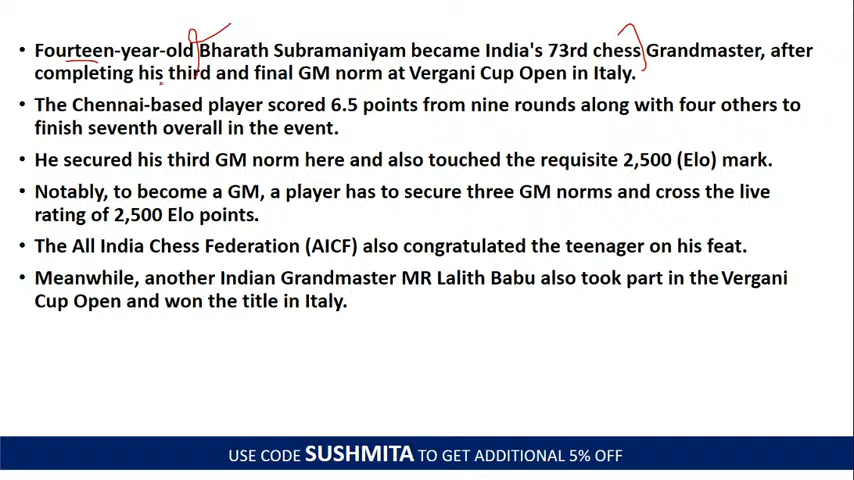 • Fourteen-year-old Bharath Subramaniyam became India's 73rd chess Grandmaster, after
completing his third and final GM norm at Vergani Cup Open in Italy.
• The Chennai-based player scored 6.5 points from nine rounds along with four others to
finish seventh overall in the event.
• He secured his third GM norm here and also touched the requisite 2,500 (Elo) mark.
• Notably, to become a GM, a player has to secure three GM norms and cross the live
rating of 2,500 Elo points.
• The All India Chess Federation (AICF) also congratulated the teenager on his feat.
• Meanwhile, another Indian Grandmaster MR Lalith Babu also took part in the Vergani
Cup Open and won the title in Italy.
USE CODE SUSHMITA TO GET ADDITIONAL 5% OFF